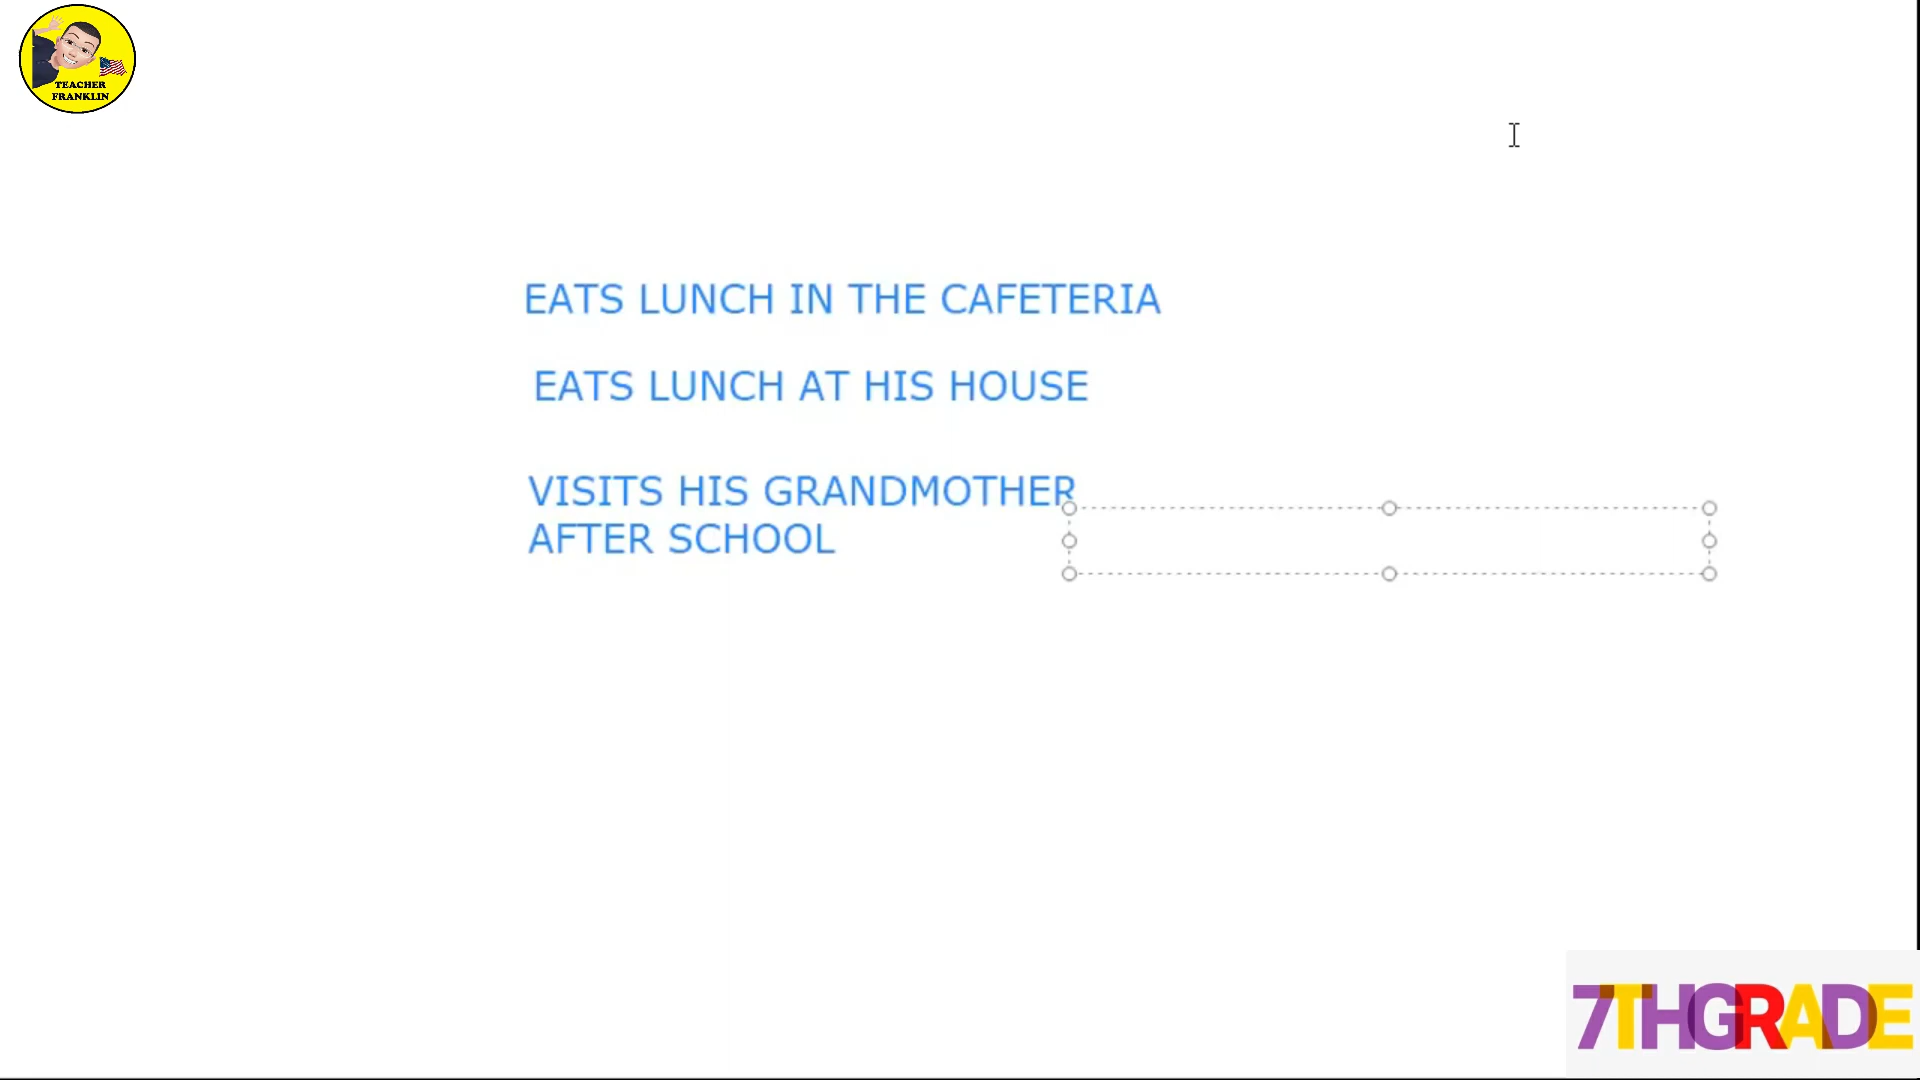 TEACHER
FRANKLIN
EATS LUNCH IN THE CAFETERIA
EATS LUNCH AT HIS HOUSE
VISITS HIS GRANDMOTHER
AFTER SCHOOL
7THGRADE